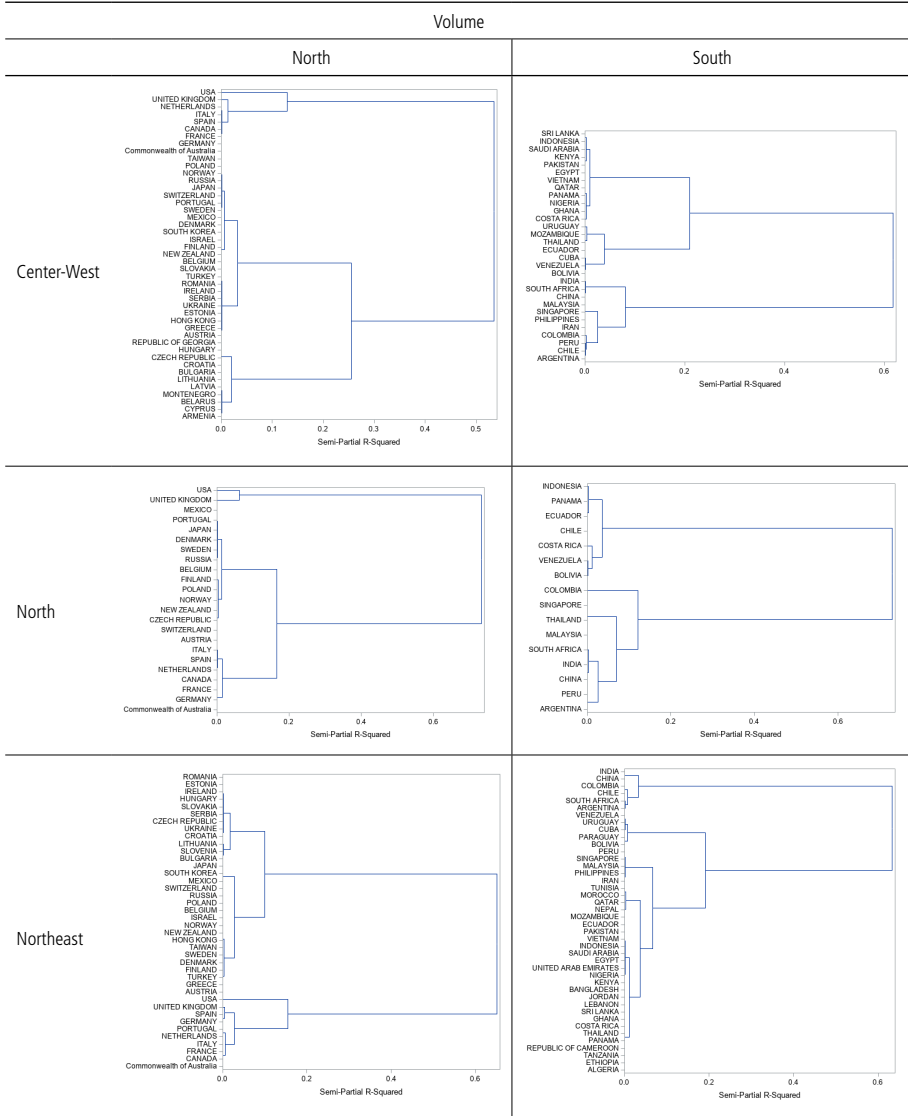 Volume
North South
Center-West
USA
UNITED KINGDOM
NETHERLANDS
ITALY
SPAIN
CANADA
FRANCE
GERMANY
Commonwealth of Australia
TAIWAN
POLAND
NORWAY
RUSSIA
JAPAN
SWITZERLAND
PORTUGAL
SWEDEN
MEXICO
DENMARK
SOUTH KOREA
ISRAEL
FINLAND
NEW ZEALAND
BELGIUM
SLOVAKIA
TURKEY
ROMANIA
IRELAND
SERBIA
UKRAINE
ESTONIA
HONG KONG
GREECE
AUSTRIA
REPUBLIC OF GEORGIA
HUNGARY
CZECH REPUBLIC
CROATIA
BULGARIA
LITHUANIA
LATVIA
MONTENEGRO
BELARUS
CYPRUS
ARMENIA
0.0 0.1 0.2 0.3 0.4 0.5
Semi-Partial R-Squared
SRI LANKA
INDONESIA
SAUDI ARABIA
KENYA
PAKISTAN
EGYPT
VIETNAM
QATAR
PANAMA
NIGERIA
GHANA
COSTA RICA
URUGUAY
MOZAMBIQUE
THAILAND
ECUADOR
CUBA
VENEZUELA
BOLIVIA
INDIA
SOUTH AFRICA
CHINA
MALAYSIA
SINGAPORE
PHILIPPINES
IRAN
COLOMBIA
PERU
CHILE
ARGENTINA
0.0 0.2 0.4 0.6
Semi-Partial R-Squared
North
USA
UNITED KINGDOM
MEXICO
PORTUGAL
JAPAN
DENMARK
SWEDEN
RUSSIA
BELGIUM
FINLAND
POLAND
NORWAY
NEW ZEALAND
CZECH REPUBLIC
SWITZERLAND
AUSTRIA
ITALY
SPAIN
NETHERLANDS
CANADA
FRANCE
GERMANY
Commonwealth of Australia
0.0 0.2 0.4 0.6
Semi-Partial R-Squared
INDONESIA
PANAMA
ECUADOR
CHILE
COSTA RICA
VENEZUELA
BOLIVIA
COLOMBIA
SINGAPORE
THAILAND
MALAYSIA
SOUTH AFRICA
INDIA
CHINA
PERU
ARGENTINA
0.0 0.2 0.4 0.6
Semi-Partial R-Squared
Northeast
ROMANIA
ESTONIA
IRELAND
HUNGARY
SLOVAKIA
SERBIA
CZECH REPUBLIC
UKRAINE
CROATIA
LITHUANIA
SLOVENIA
BULGARIA
JAPAN
SOUTH KOREA
MEXICO
SWITZERLAND
RUSSIA
POLAND
BELGIUM
ISRAEL
NORWAY
NEW ZEALAND
HONG KONG
TAIWAN
SWEDEN
DENMARK
FINLAND
TURKEY
GREECE
AUSTRIA
USA
UNITED KINGDOM
SPAIN
GERMANY
PORTUGAL
NETHERLANDS
ITALY
FRANCE
CANADA
Commonwealth of Australia
0.0 0.2 0.4 0.6
Semi-Partial R-Squared
INDIA
CHINA
COLOMBIA
CHILE
SOUTH AFRICA
ARGENTINA
VENEZUELA
URUGUAY
CUBA
PARAGUAY
BOLIVIA
PERU
SINGAPORE
MALAYSIA
PHILIPPINES
IRAN
TUNISIA
MOROCCO
QATAR
NEPAL
MOZAMBIQUE
ECUADOR
PAKISTAN
VIETNAM
INDONESIA
SAUDI ARABIA
EGYPT
UNITED ARAB EMIRATES
NIGERIA
KENYA
BANGLADESH
JORDAN
LEBANON
SRI LANKA
GHANA
COSTA RICA
THAILAND
PANAMA
REPUBLIC OF CAMEROON
TANZANIA
ETHIOPIA
ALGERIA
0.0 0.2 0.4 0.6
Semi-Partial R-Squared